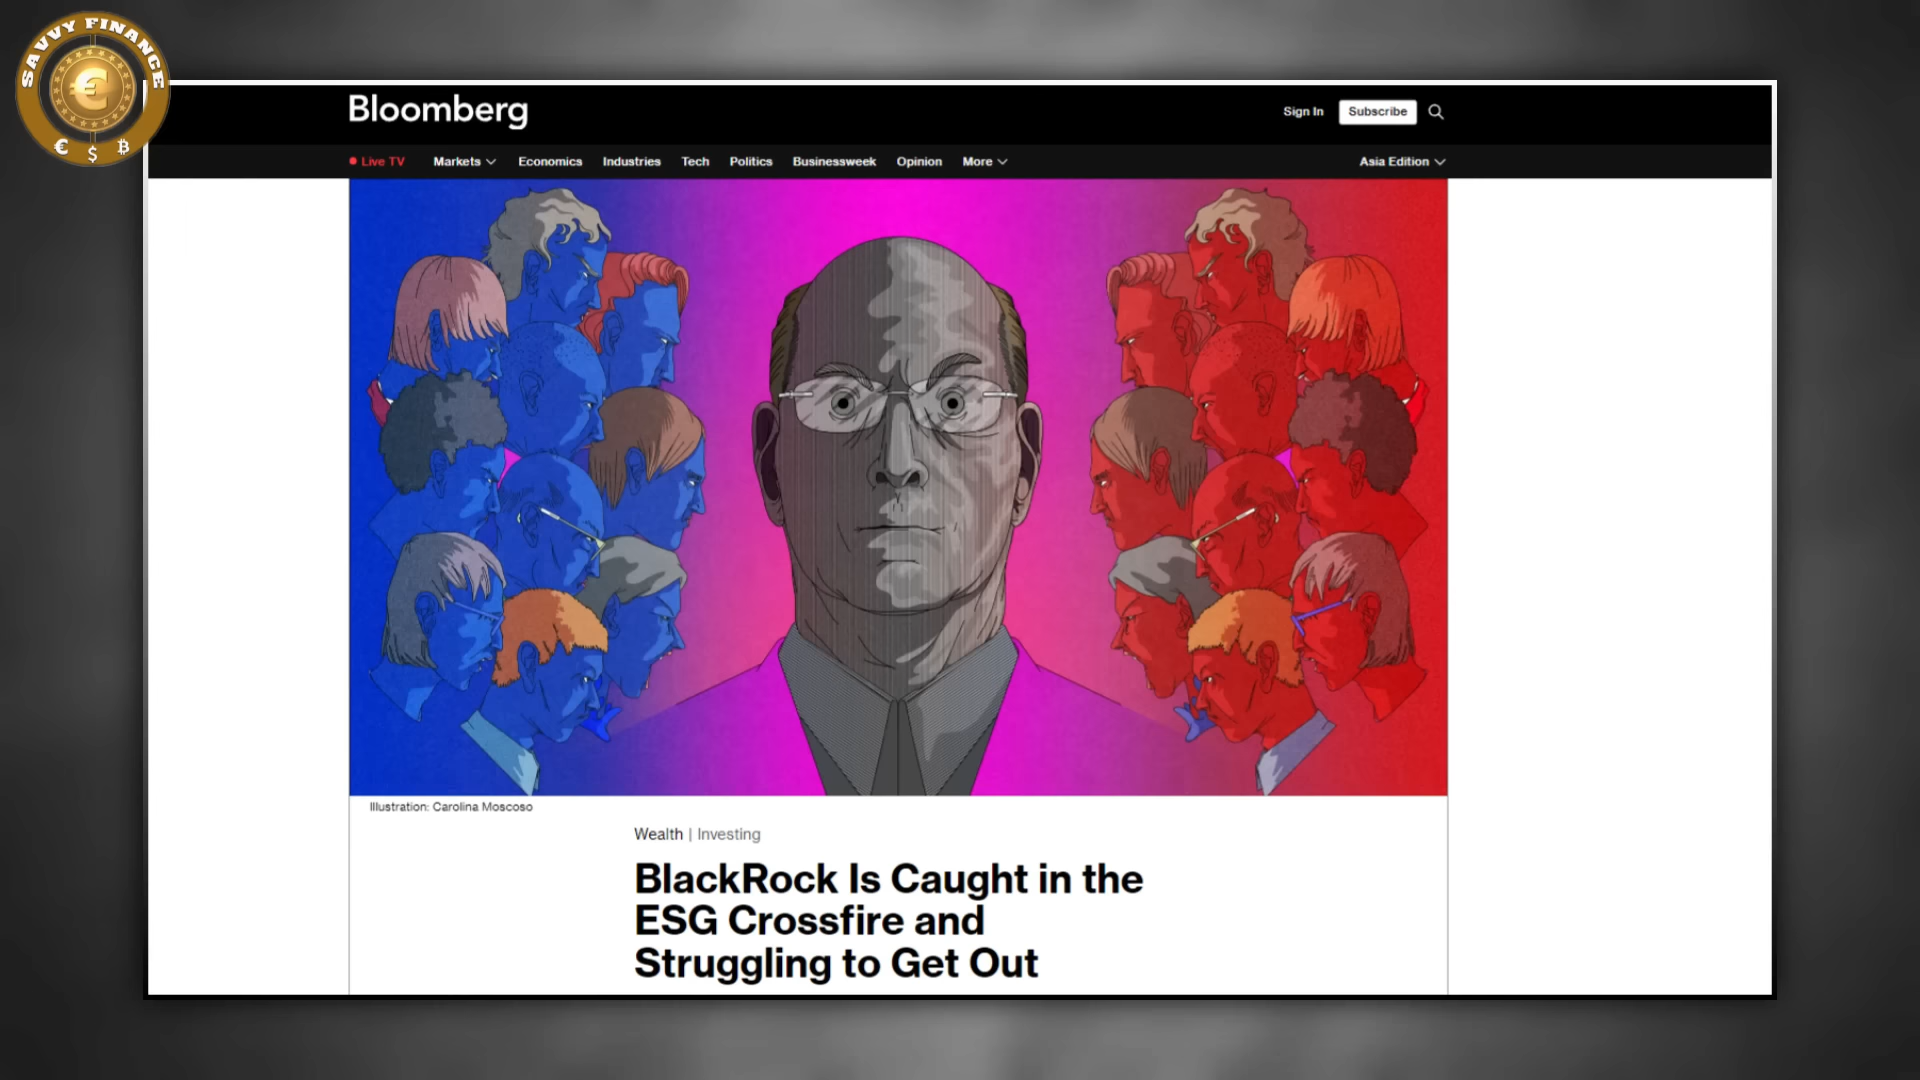 SAVVY FINANCE
€
€ $ ₿
Bloomberg
Sign In
Subscribe
Live TV
Markets
Economics
Industries
Tech
Politics
Businessweek
Opinion
More
Asia Edition
Illustration: Carolina Moscoso
Wealth | Investing
BlackRock Is Caught in the
ESG Crossfire and
Struggling to Get Out